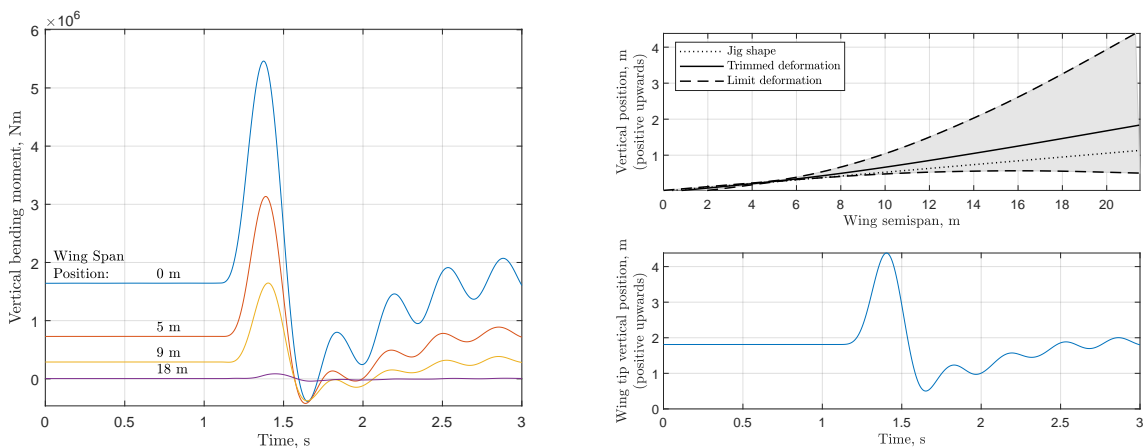 ×10⁶
6
5
4
3
2
1
0
Vertical bending moment, Nm
Wing Span
Position: 0 m
5 m
9 m
18 m
0 0.5 1 1.5 2 2.5 3
Time, s
4
3
2
1
Vertical position, m
(positive upwards)
Jig shape
Trimmed deformation
Limit deformation
0 2 4 6 8 10 12 14 16 18 20
Wing semispan, m
4
3
2
1
0
Wing tip vertical position, m
(positive upwards)
0 0.5 1 1.5 2 2.5 3
Time, s